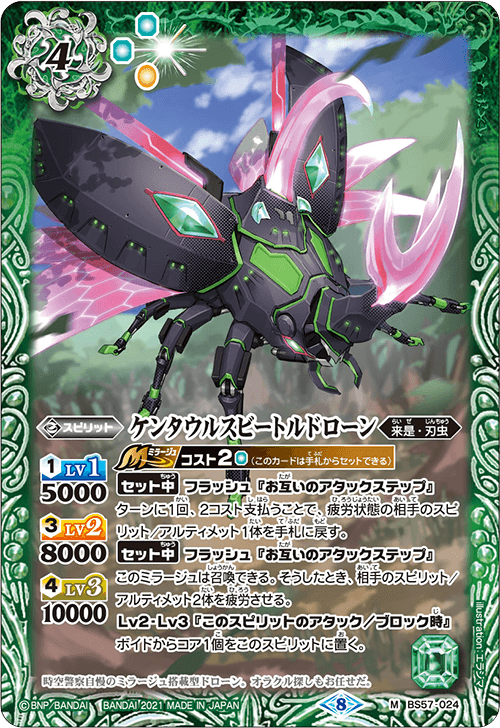 4
スピリット ケンタウルスビートルドローン 来是・刃虫
ミラージュ コスト2 (このカードは手札からセットできる)
1 LV1 5000
セット中 フラッシュ『お互いのアタックステップ』
ターンに1回、2コスト支払うことで、疲労状態の相手のスピ
リット/アルティメット1体を手札に戻す。
3 LV2 8000
セット中 フラッシュ『お互いのアタックステップ』
このミラージュは召喚できる。そうしたとき、相手のスピリット/
アルティメット2体を疲労させる。
4 LV3 10000
Lv2・Lv3『このスピリットのアタック/ブロック時』
ボイドからコア1個をこのスピリットに置く。
時空警察自慢のミラージュ搭載型ドローン。オラクル探しもお任せだ。
Illustration:エラシマ
©BNP/BANDAI BANDAI 2021 MADE IN JAPAN 8 M BS57-024